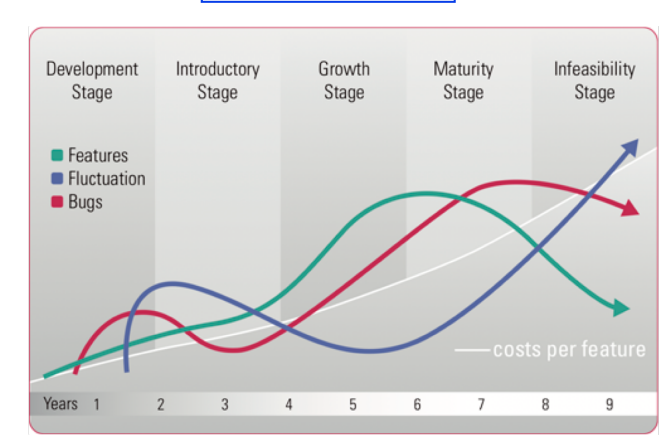 Development Introductory Growth Maturity Infeasibility
Stage Stage Stage Stage Stage
Features
Fluctuation
Bugs
costs per feature
Years 1 2 3 4 5 6 7 8 9